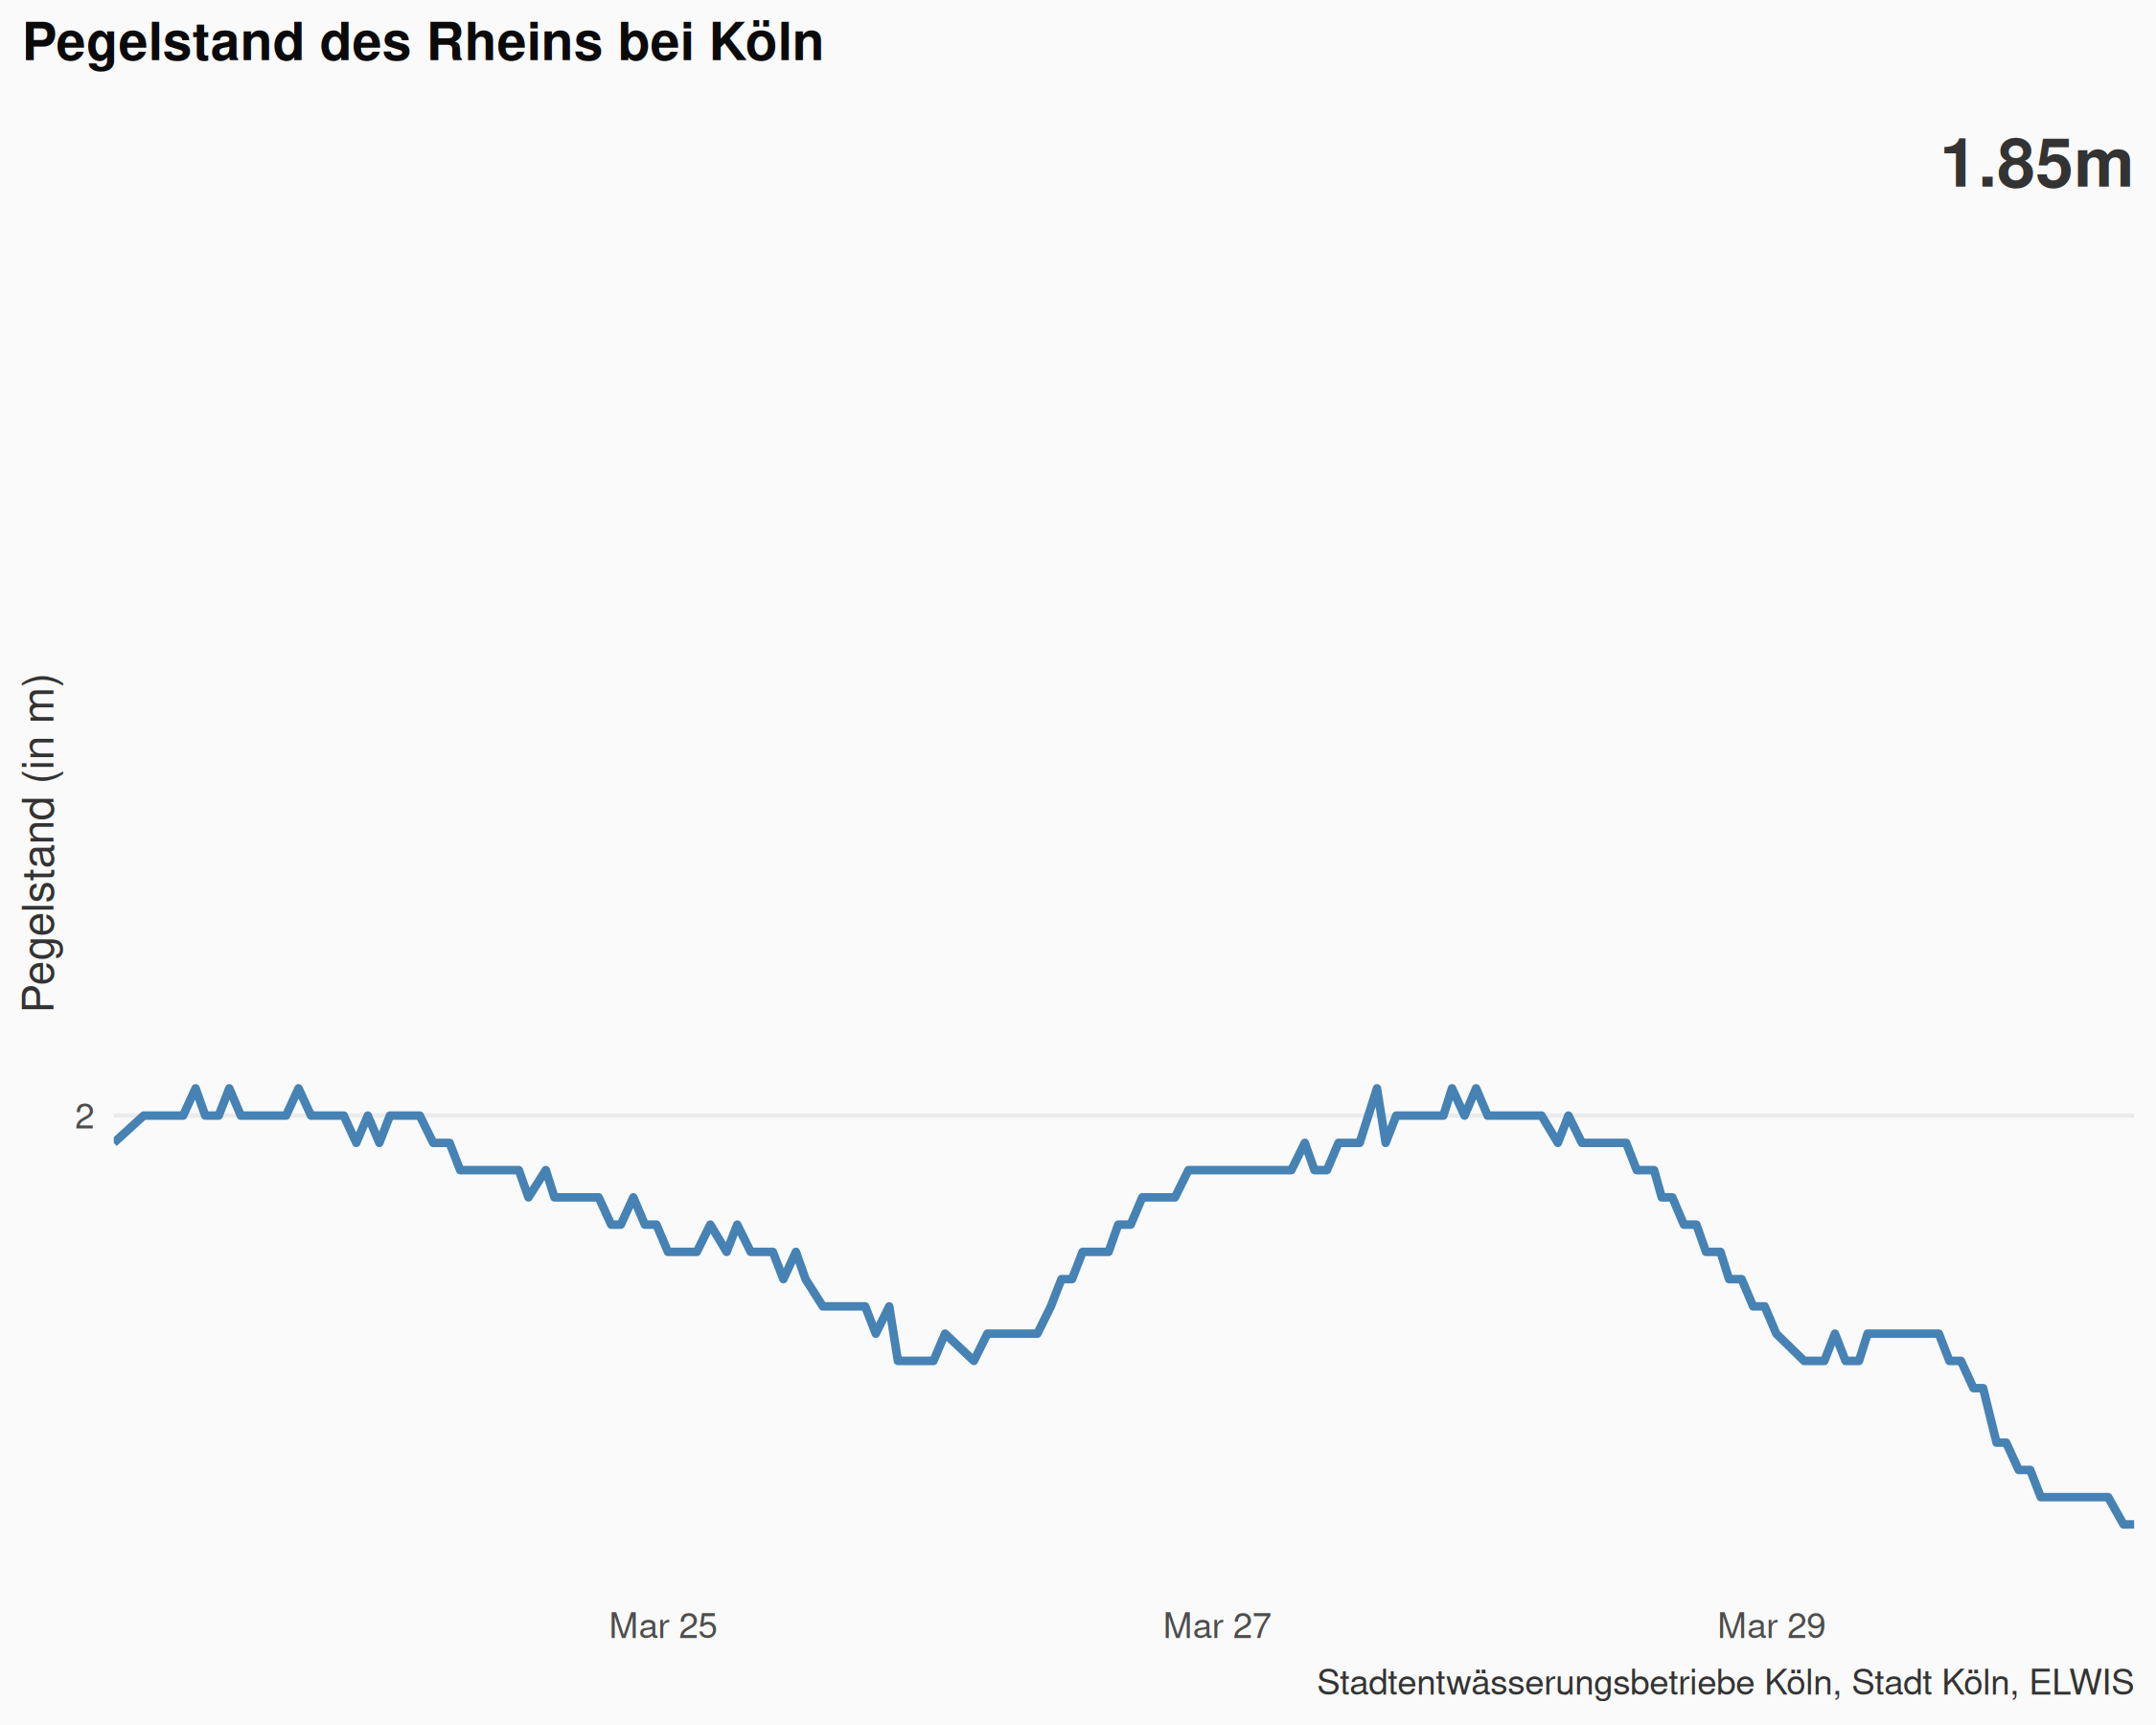 Pegelstand des Rheins bei Köln
1.85m
Pegelstand (in m)
2
Mar 25
Mar 27
Mar 29
Stadtentwässerungsbetriebe Köln, Stadt Köln, ELWIS